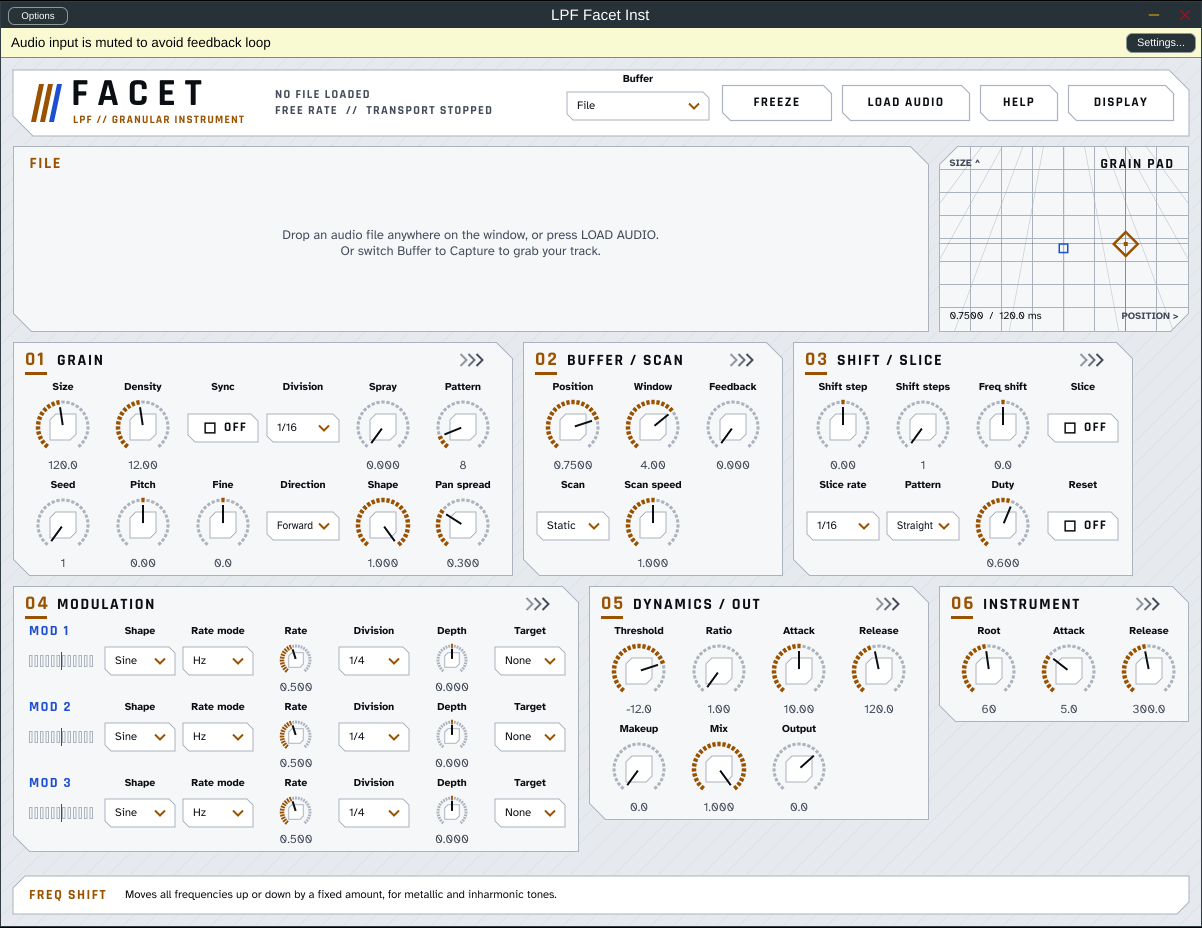 Options
LPF Facet Inst
Audio input is muted to avoid feedback loop
Settings...
FACET
LPF // GRANULAR INSTRUMENT
NO FILE LOADED
FREE RATE // TRANSPORT STOPPED
Buffer
File
FREEZE
LOAD AUDIO
HELP
DISPLAY
FILE
Drop an audio file anywhere on the window, or press LOAD AUDIO.
Or switch Buffer to Capture to grab your track.
SIZE ^
GRAIN PAD
0.7500 / 120.0 ms
POSITION >
01 GRAIN
Size Density Sync Division Spray Pattern
OFF 1/16
120.0 12.00 0.000 8
Seed Pitch Fine Direction Shape Pan spread
Forward
1 0.00 0.0 1.000 0.300
02 BUFFER / SCAN
Position Window Feedback
0.7500 4.00 0.000
Scan Scan speed
Static
1.000
03 SHIFT / SLICE
Shift step Shift steps Freq shift Slice
OFF
0.00 1 0.0
Slice rate Pattern Duty Reset
1/16 Straight OFF
0.600
04 MODULATION
MOD 1 Shape Rate mode Rate Division Depth Target
Sine Hz 1/4 None
0.500 0.000
MOD 2 Shape Rate mode Rate Division Depth Target
Sine Hz 1/4 None
0.500 0.000
MOD 3 Shape Rate mode Rate Division Depth Target
Sine Hz 1/4 None
0.500 0.000
05 DYNAMICS / OUT
Threshold Ratio Attack Release
-12.0 1.00 10.00 120.0
Makeup Mix Output
0.0 1.000 0.0
06 INSTRUMENT
Root Attack Release
60 5.0 300.0
FREQ SHIFT Moves all frequencies up or down by a fixed amount, for metallic and inharmonic tones.